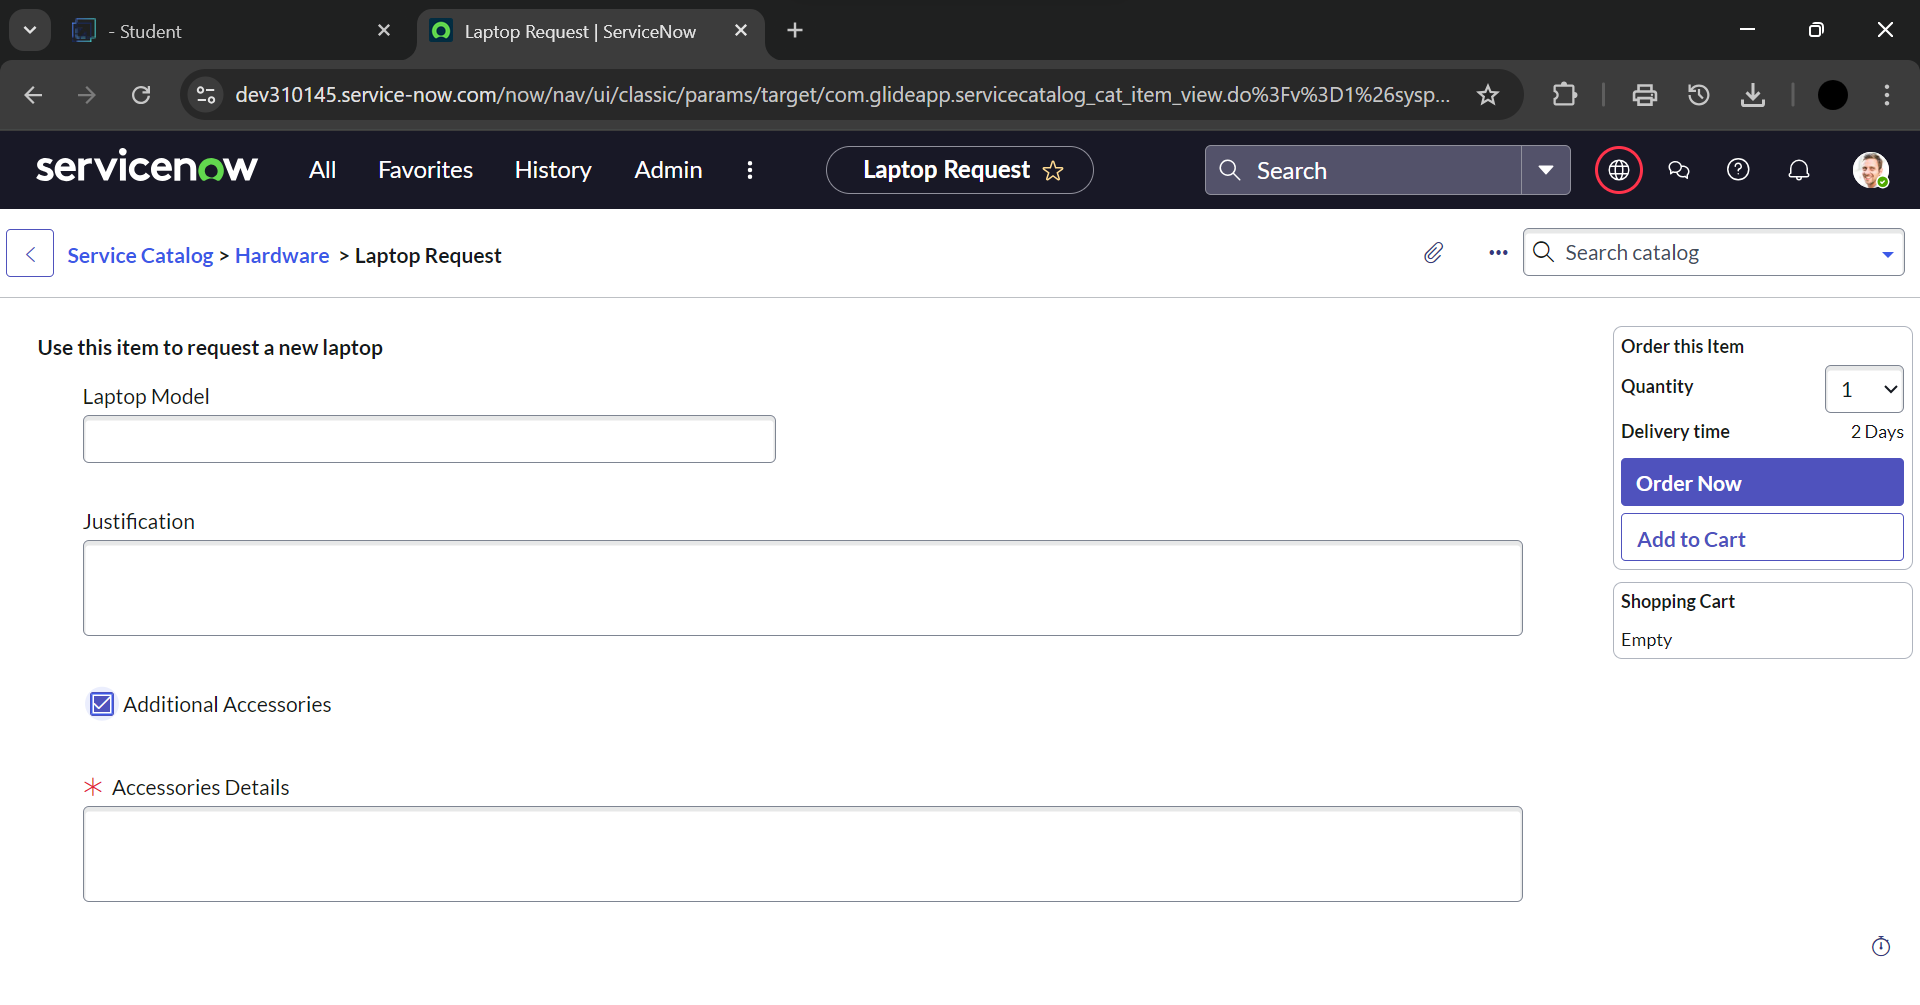 - Student
Laptop Request | ServiceNow
dev310145.service-now.com/now/nav/ui/classic/params/target/com.glideapp.servicecatalog_cat_item_view.do%3Fv%3D1%26sysp...
servicenow All Favorites History Admin Laptop Request Search
Service Catalog > Hardware > Laptop Request
Search catalog
Use this item to request a new laptop
Laptop Model
Justification
Additional Accessories
* Accessories Details
Order this Item
Quantity 1
Delivery time 2 Days
Order Now
Add to Cart
Shopping Cart
Empty